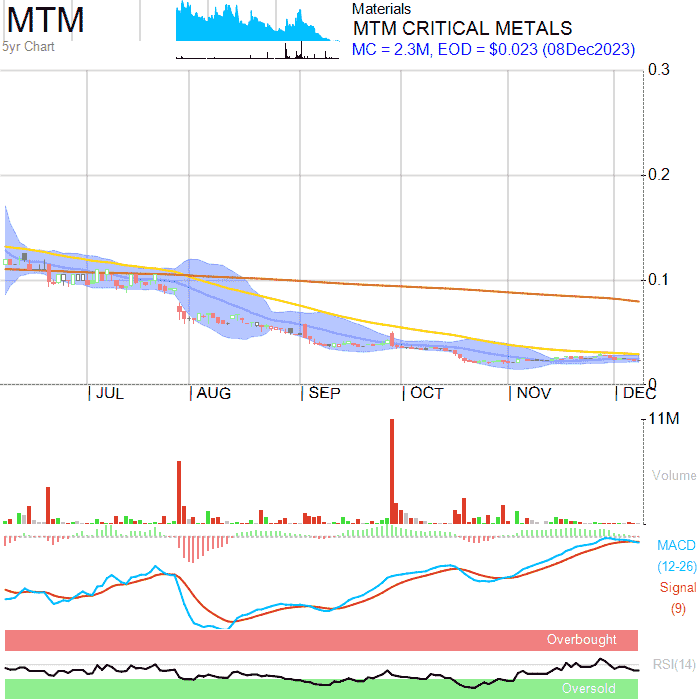 MTM
5yr Chart
Materials
MTM CRITICAL METALS
MC = 2.3M, EOD = $0.023 (08Dec2023)
0.3
0.2
0.1
0
JUL
AUG
SEP
OCT
NOV
DEC
11M
Volume
MACD
(12-26)
Signal
(9)
Overbought
RSI(14)
Oversold